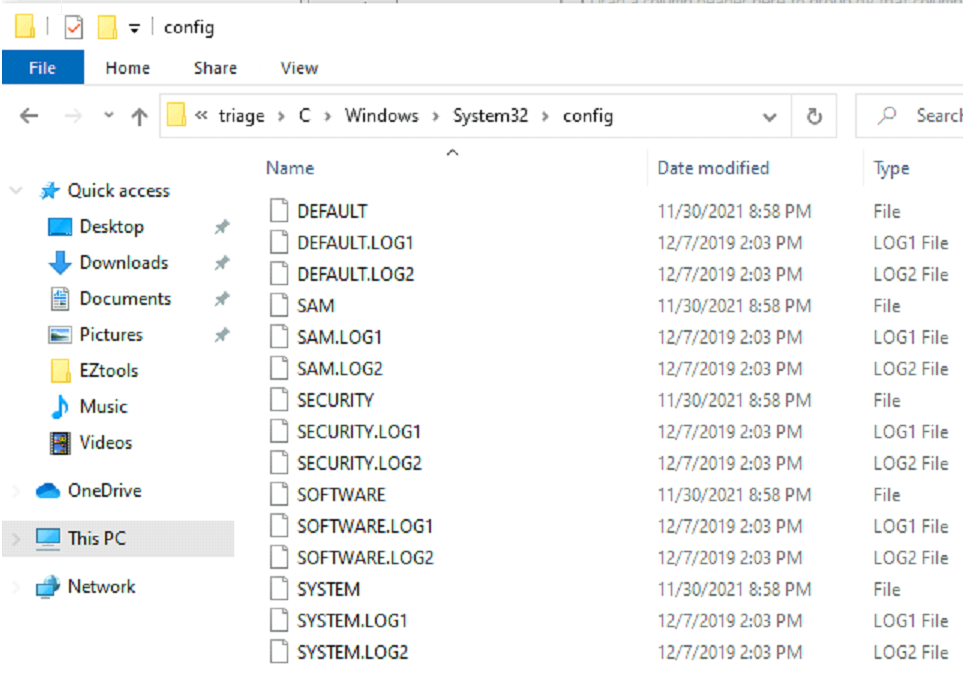 config
File Home Share View
« triage › C › Windows › System32 › config
Search
Name Date modified Type
Quick access
Desktop
Downloads
Documents
Pictures
EZtools
Music
Videos
OneDrive
This PC
Network
DEFAULT 11/30/2021 8:58 PM File
DEFAULT.LOG1 12/7/2019 2:03 PM LOG1 File
DEFAULT.LOG2 12/7/2019 2:03 PM LOG2 File
SAM 11/30/2021 8:58 PM File
SAM.LOG1 12/7/2019 2:03 PM LOG1 File
SAM.LOG2 12/7/2019 2:03 PM LOG2 File
SECURITY 11/30/2021 8:58 PM File
SECURITY.LOG1 12/7/2019 2:03 PM LOG1 File
SECURITY.LOG2 12/7/2019 2:03 PM LOG2 File
SOFTWARE 11/30/2021 8:58 PM File
SOFTWARE.LOG1 12/7/2019 2:03 PM LOG1 File
SOFTWARE.LOG2 12/7/2019 2:03 PM LOG2 File
SYSTEM 11/30/2021 8:58 PM File
SYSTEM.LOG1 12/7/2019 2:03 PM LOG1 File
SYSTEM.LOG2 12/7/2019 2:03 PM LOG2 File